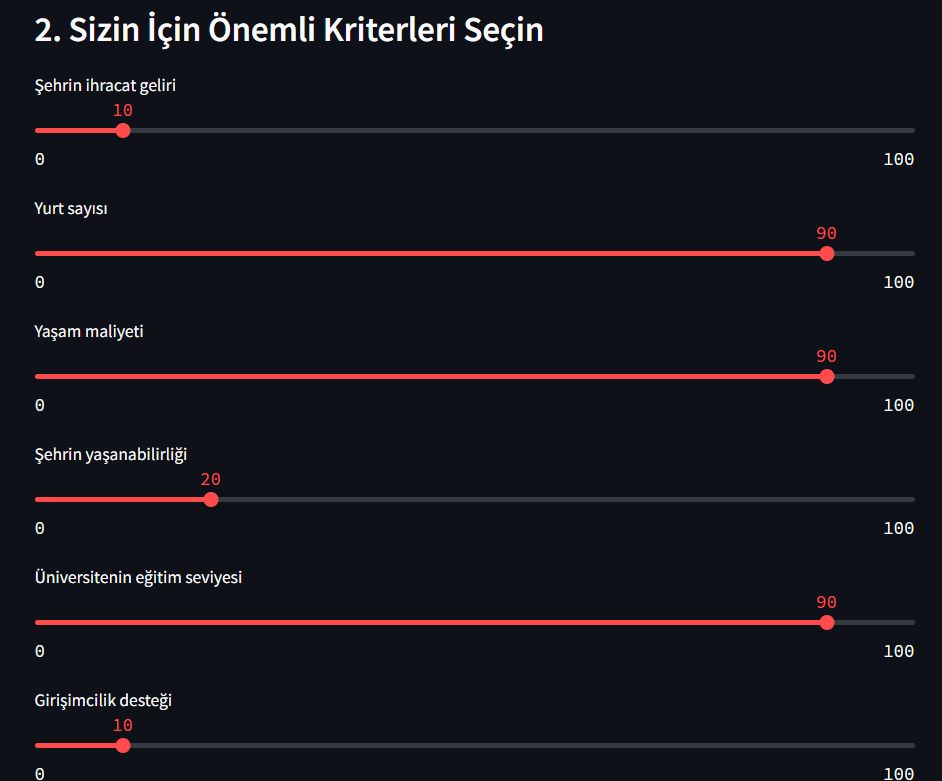 2. Sizin İçin Önemli Kriterleri Seçin
Şehrin ihracat geliri
10
0 100
Yurt sayısı
90
0 100
Yaşam maliyeti
90
0 100
Şehrin yaşanabilirliği
20
0 100
Üniversitenin eğitim seviyesi
90
0 100
Girişimcilik desteği
10
0 100